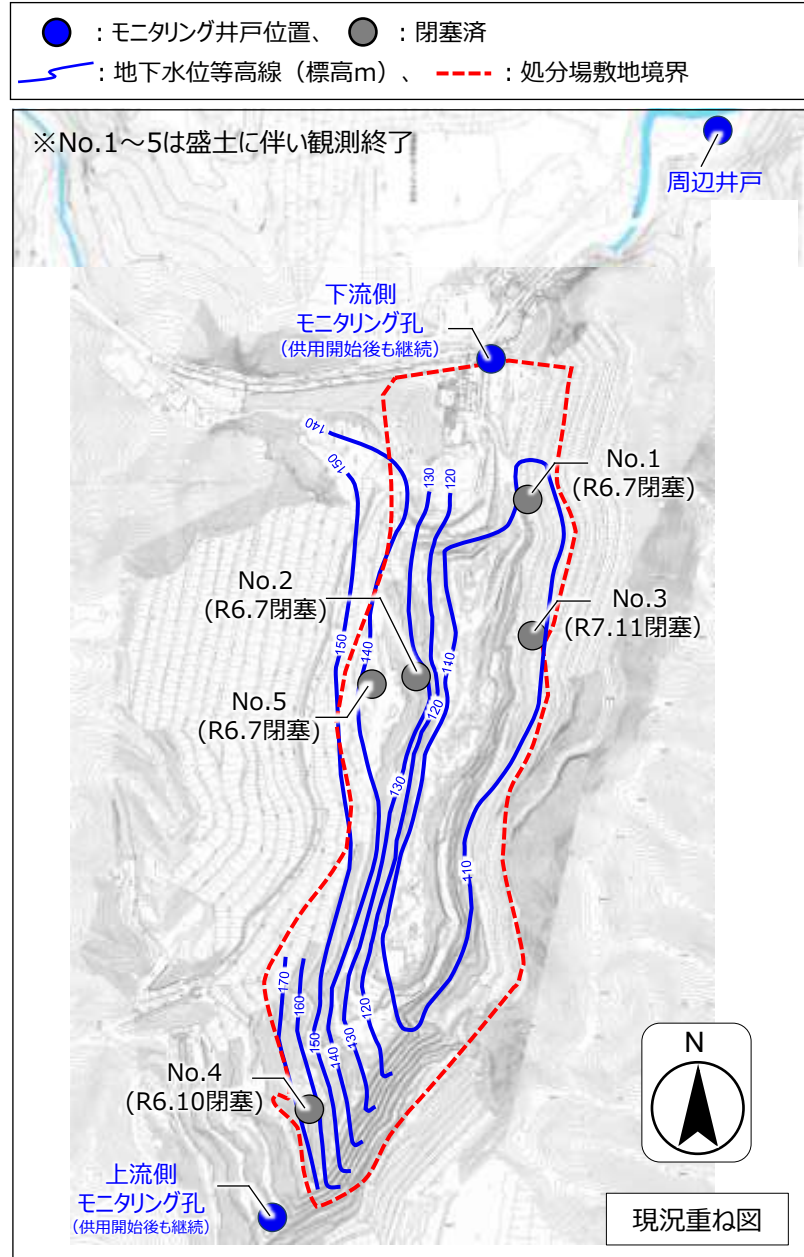 ：モニタリング井戸位置、 ：閉塞済
：地下水位等高線（標高m）、 ：処分場敷地境界
※No.1～5は盛土に伴い観測終了
周辺井戸
下流側
モニタリング孔
（供用開始後も継続）
140
150
130
120
No.1
(R6.7閉塞)
No.2
(R6.7閉塞)
No.3
(R7.11閉塞）
150
140
110
No.5
(R6.7閉塞)
120
130
110
170
160
150
140
130
120
No.4
(R6.10閉塞)
上流側
モニタリング孔
（供用開始後も継続）
N
現況重ね図